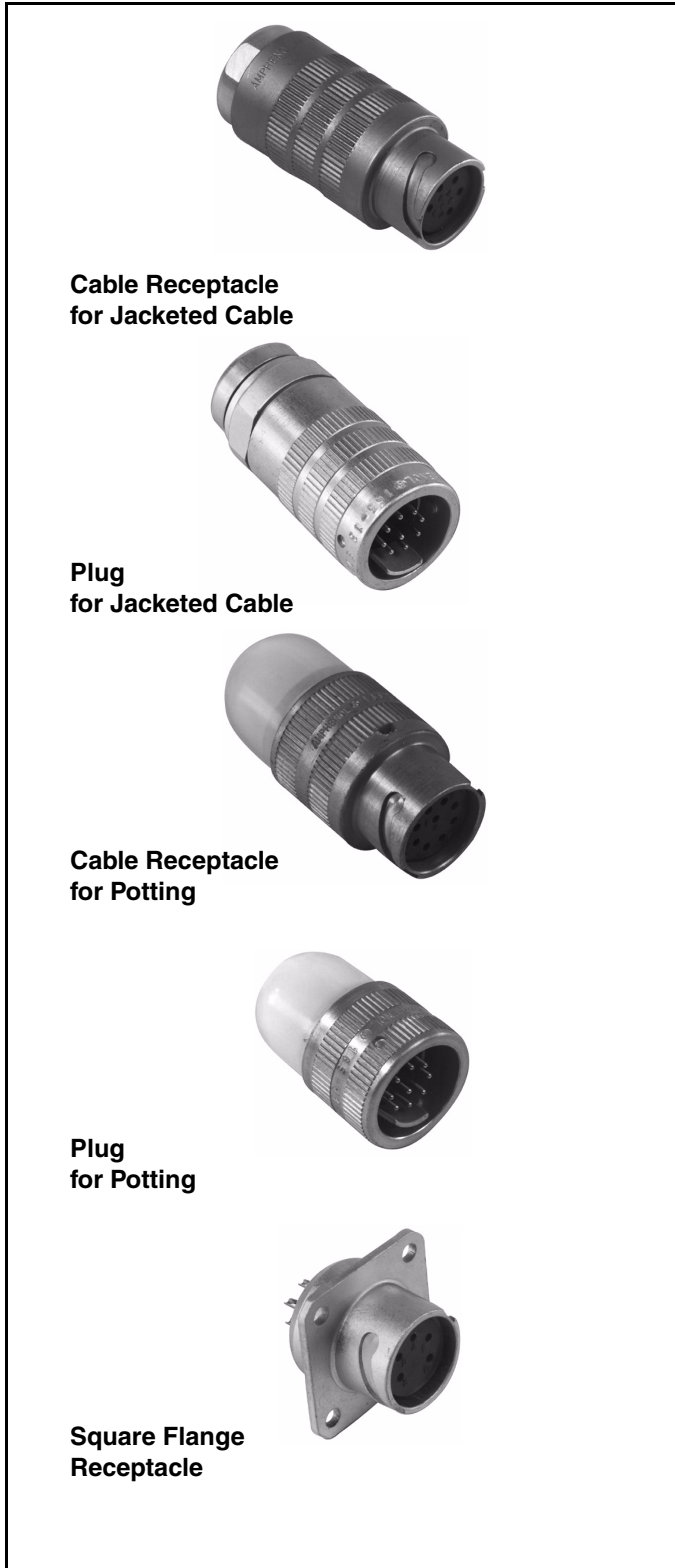 Cable Receptacle
for Jacketed Cable
Plug
for Jacketed Cable
Cable Receptacle
for Potting
Plug
for Potting
Square Flange
Receptacle